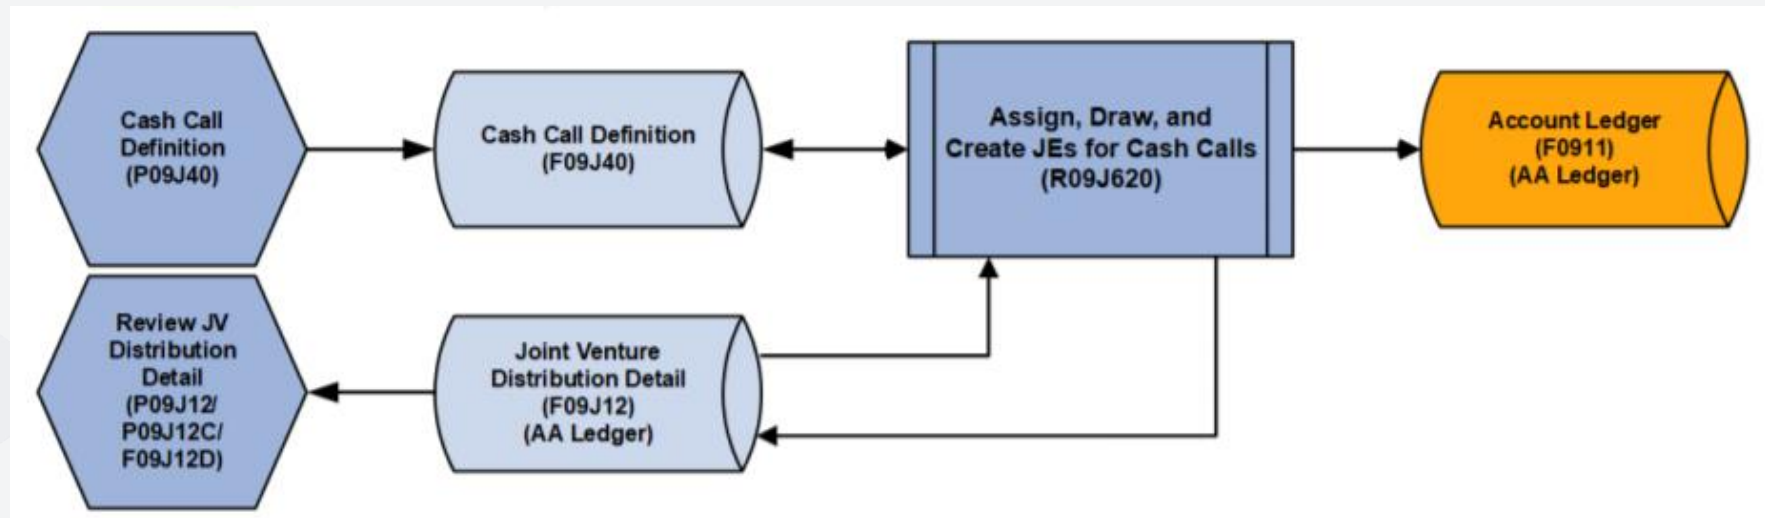 Cash Call
Definition
(P09J40)
Cash Call Definition
(F09J40)
Assign, Draw, and
Create JEs for Cash Calls
(R09J620)
Account Ledger
(F0911)
(AA Ledger)
Review JV
Distribution
Detail
(P09J12/
P09J12C/
F09J12D)
Joint Venture
Distribution Detail
(F09J12)
(AA Ledger)